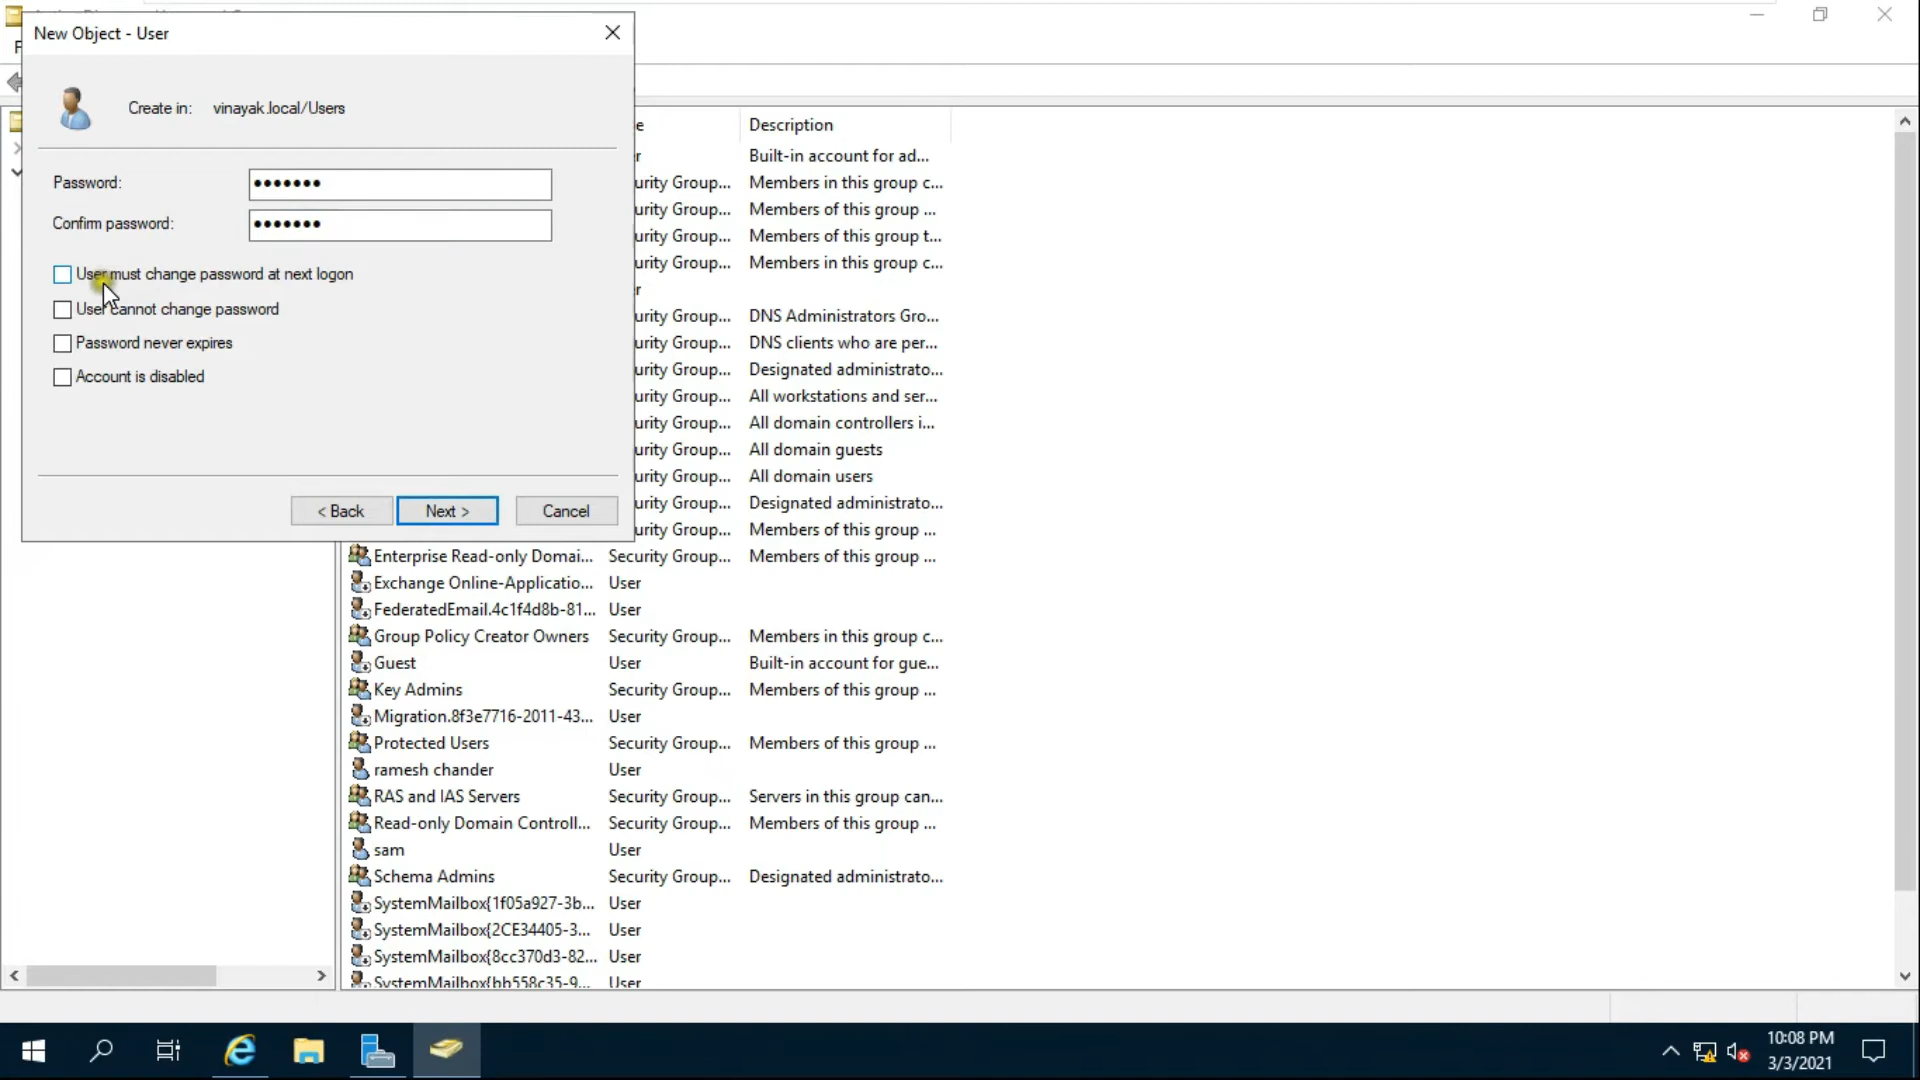 New Object - User
Create in: vinayak.local/Users
Password: •••••••
Confirm password: •••••••
User must change password at next logon
User cannot change password
Password never expires
Account is disabled
< Back Next > Cancel
Description
Built-in account for ad...
urity Group... Members in this group c...
urity Group... Members of this group ...
urity Group... Members of this group t...
urity Group... Members in this group c...
urity Group... DNS Administrators Gro...
urity Group... DNS clients who are per...
urity Group... Designated administrato...
urity Group... All workstations and ser...
urity Group... All domain controllers i...
urity Group... All domain guests
urity Group... All domain users
urity Group... Designated administrato...
urity Group... Members of this group ...
Enterprise Read-only Domai... Security Group... Members of this group ...
Exchange Online-Applicatio... User
FederatedEmail.4c1f4d8b-81... User
Group Policy Creator Owners Security Group... Members in this group c...
Guest User Built-in account for gue...
Key Admins Security Group... Members of this group ...
Migration.8f3e7716-2011-43... User
Protected Users Security Group... Members of this group ...
ramesh chander User
RAS and IAS Servers Security Group... Servers in this group can...
Read-only Domain Controll... Security Group... Members of this group ...
sam User
Schema Admins Security Group... Designated administrato...
SystemMailbox{1f05a927-3b... User
SystemMailbox{2CE34405-3... User
SystemMailbox{8cc370d3-82... User
SystemMailbox{bb558c35-9... User
10:08 PM
3/3/2021